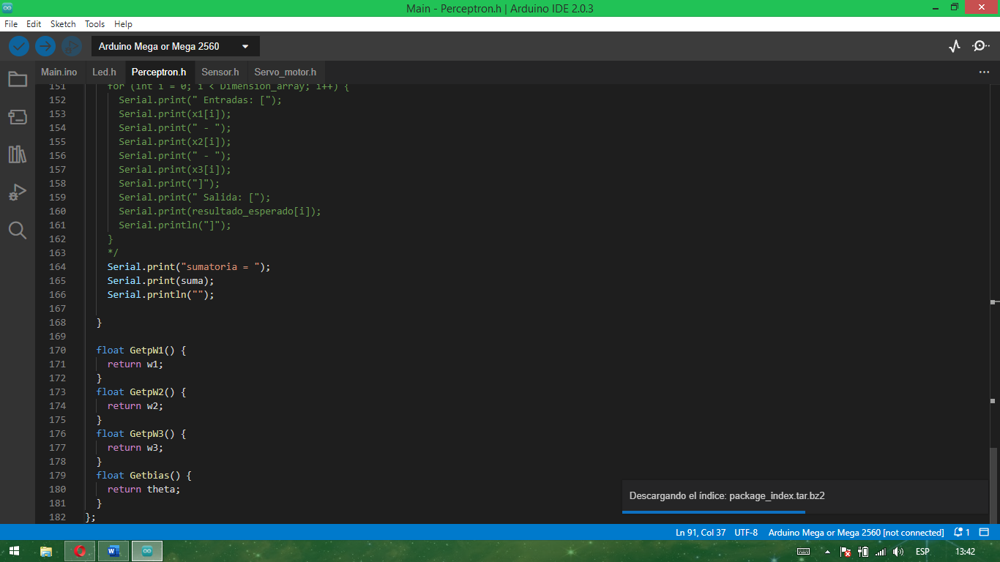 Main - Perceptron.h | Arduino IDE 2.0.3
File Edit Sketch Tools Help
Arduino Mega or Mega 2560
Main.ino Led.h Perceptron.h Sensor.h Servo_motor.h
151 for (int i = 0; i < Dimension_array; i++) {
152 Serial.print(" Entradas: [");
153 Serial.print(x1[i]);
154 Serial.print(" - ");
155 Serial.print(x2[i]);
156 Serial.print(" - ");
157 Serial.print(x3[i]);
158 Serial.print("]");
159 Serial.print(" Salida: [");
160 Serial.print(resultado_esperado[i]);
161 Serial.println("]");
162 }
163 */
164 Serial.print("sumatoria = ");
165 Serial.print(suma);
166 Serial.println("");
167
168 }
169
170 float GetpW1() {
171 return w1;
172 }
173 float GetpW2() {
174 return w2;
175 }
176 float GetpW3() {
177 return w3;
178 }
179 float Getbias() {
180 return theta;
181 }
182 };
Descargando el índice: package_index.tar.bz2
Ln 91, Col 37 UTF-8 Arduino Mega or Mega 2560 [not connected] 1
ESP 13:42